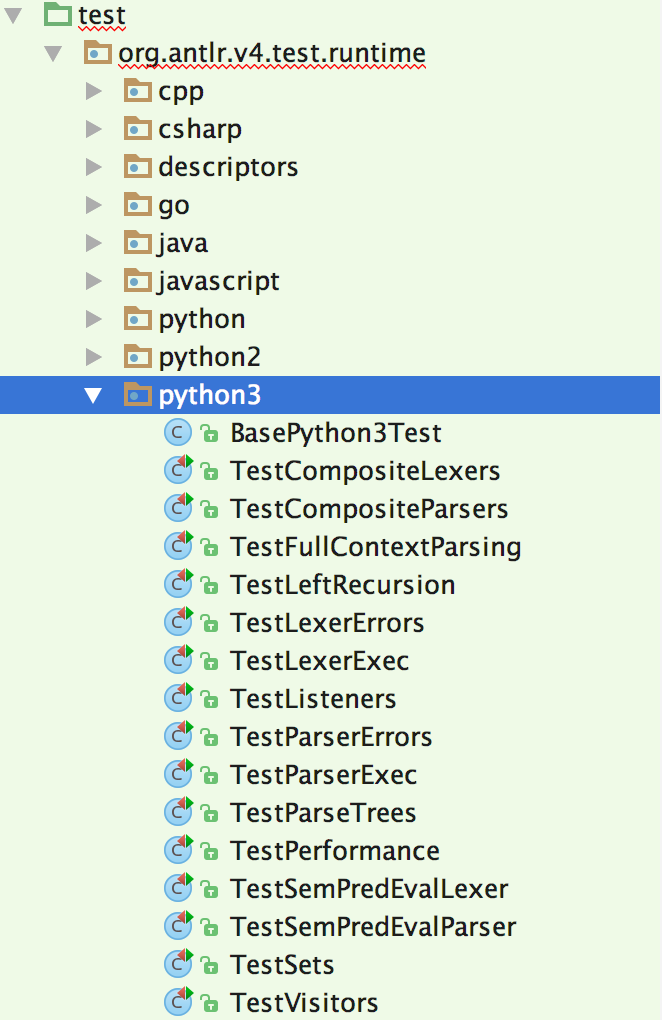 test
org.antlr.v4.test.runtime
cpp
csharp
descriptors
go
java
javascript
python
python2
python3
BasePython3Test
TestCompositeLexers
TestCompositeParsers
TestFullContextParsing
TestLeftRecursion
TestLexerErrors
TestLexerExec
TestListeners
TestParserErrors
TestParserExec
TestParseTrees
TestPerformance
TestSemPredEvalLexer
TestSemPredEvalParser
TestSets
TestVisitors